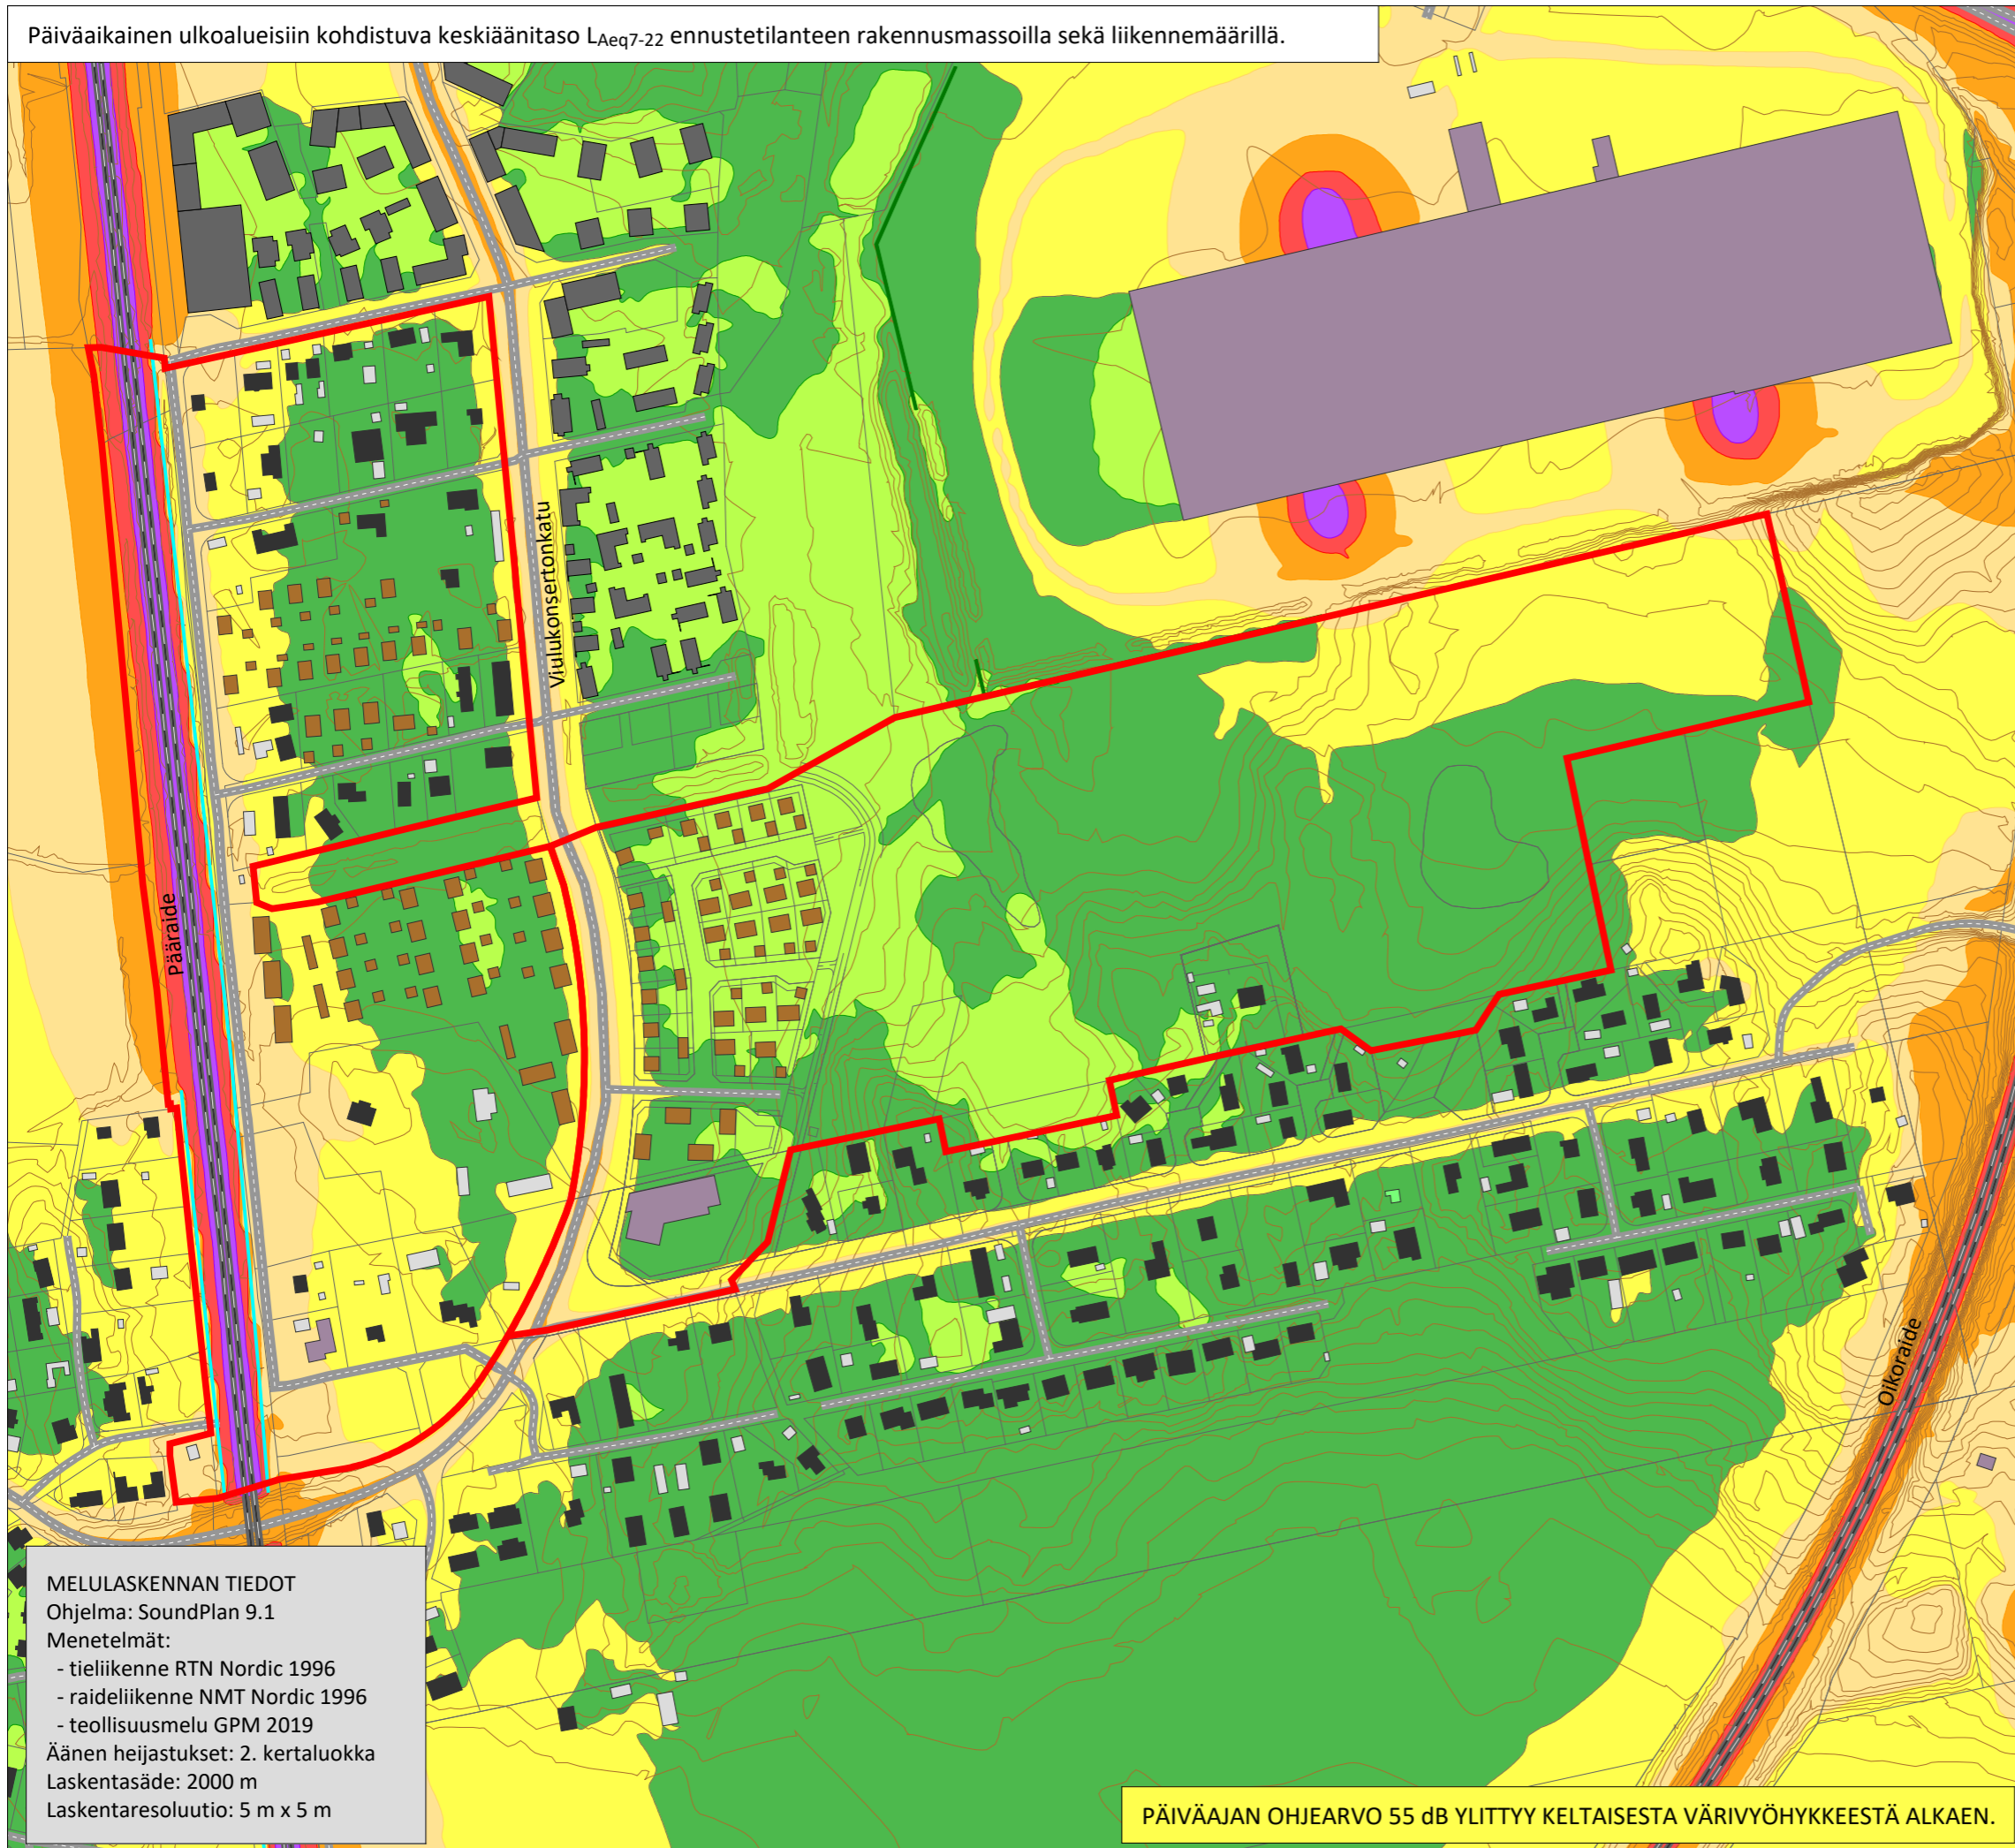 Päiväaikainen ulkoalueisiin kohdistuva keskiäänitaso LAeq7-22 ennustetilanteen rakennusmassoilla sekä liikennemäärillä.
Viulukonsertonkatu
Pääraide
Oikoraide
MELULASKENNAN TIEDOT
Ohjelma: SoundPlan 9.1
Menetelmät:
- tieliikenne RTN Nordic 1996
- raideliikenne NMT Nordic 1996
- teollisuusmelu GPM 2019
Äänen heijastukset: 2. kertaluokka
Laskentasäde: 2000 m
Laskentaresoluutio: 5 m x 5 m
PÄIVÄAJAN OHJEARVO 55 dB YLITTYY KELTAISESTA VÄRIVYÖHYKKEESTÄ ALKAEN.